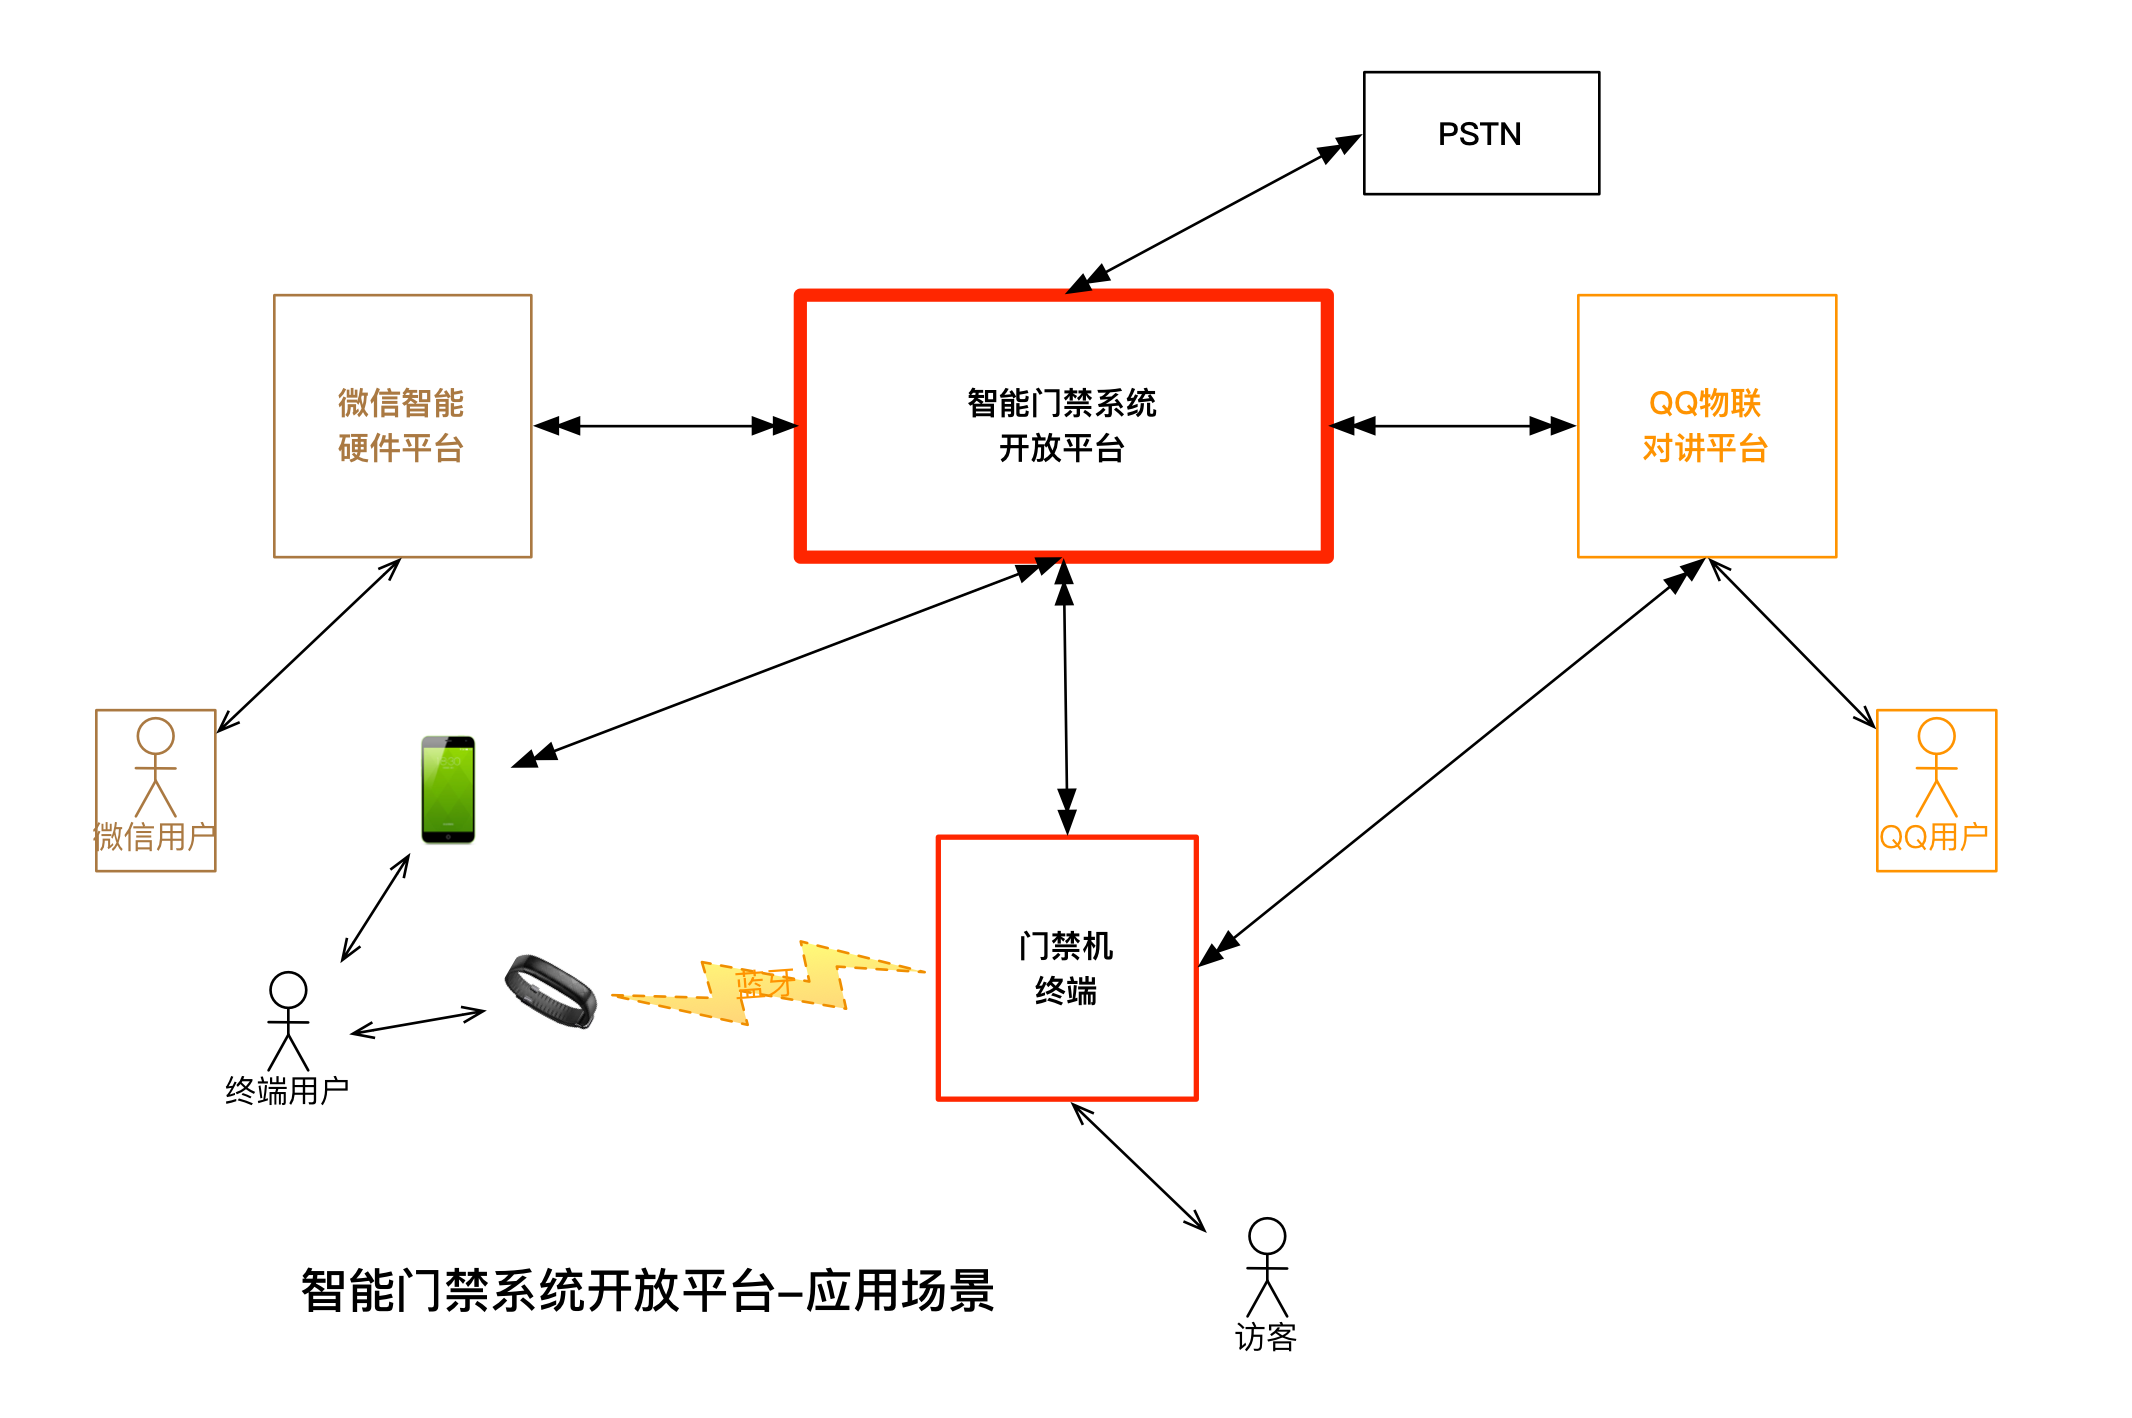 PSTN
微信智能
硬件平台
智能门禁系统
开放平台
QQ物联
对讲平台
微信用户
QQ用户
门禁机
终端
蓝牙
终端用户
智能门禁系统开放平台–应用场景
访客